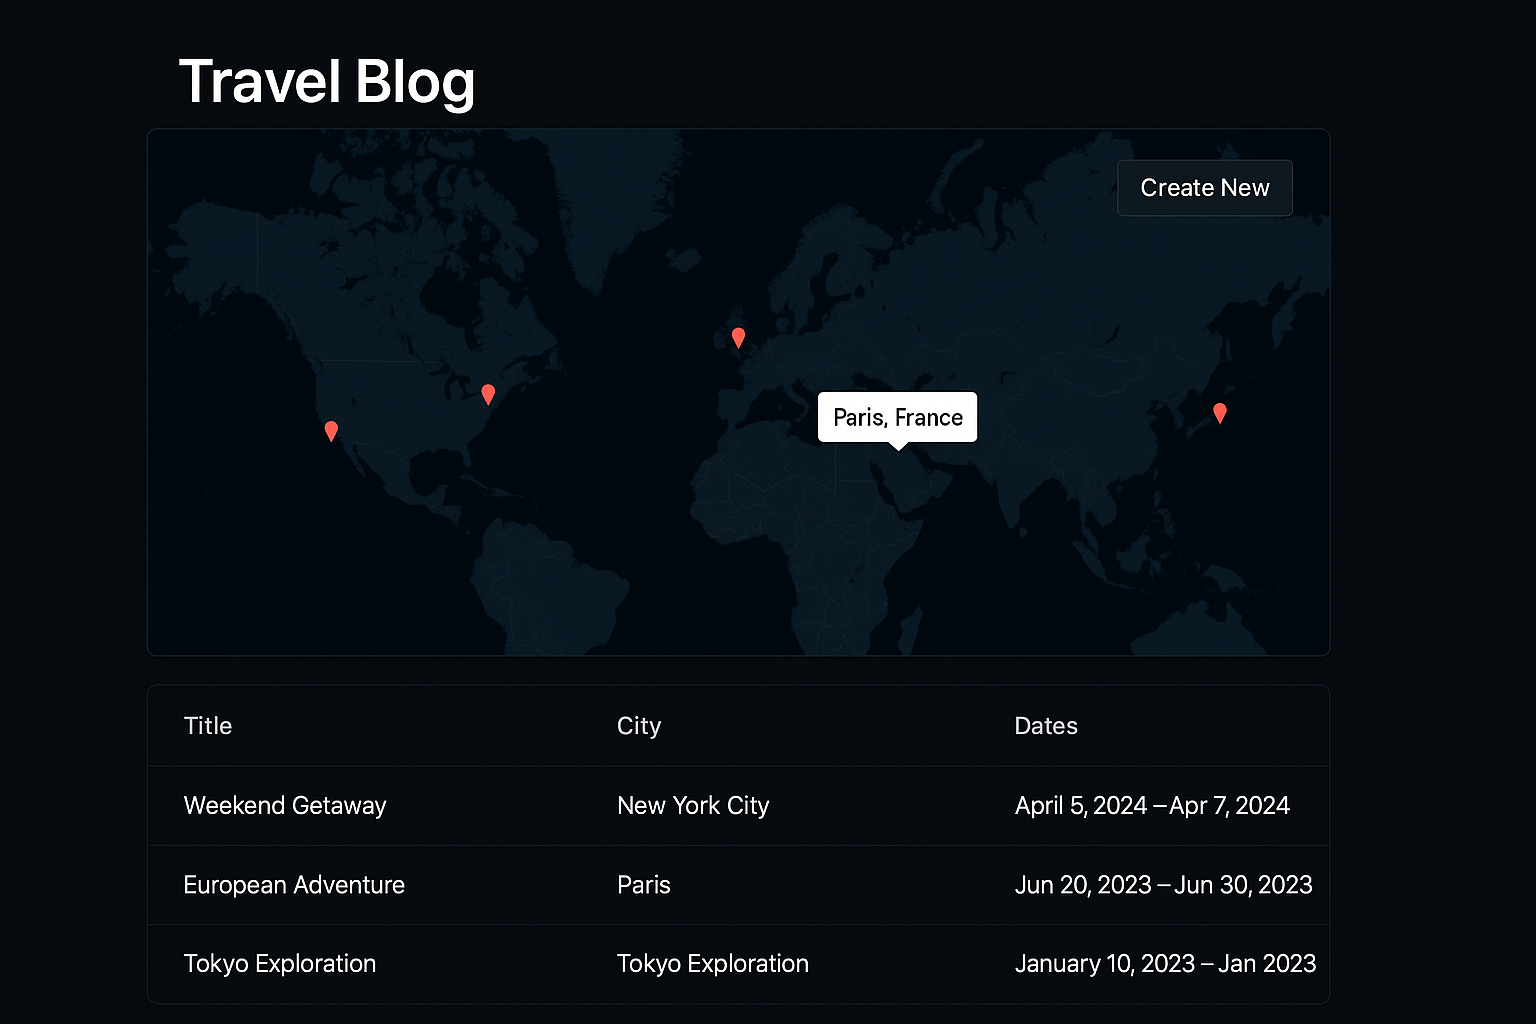 Travel Blog
Create New
Paris, France
Title City Dates
Weekend Getaway New York City April 5, 2024 – Apr 7, 2024
European Adventure Paris Jun 20, 2023 – Jun 30, 2023
Tokyo Exploration Tokyo Exploration January 10, 2023 – Jan 2023